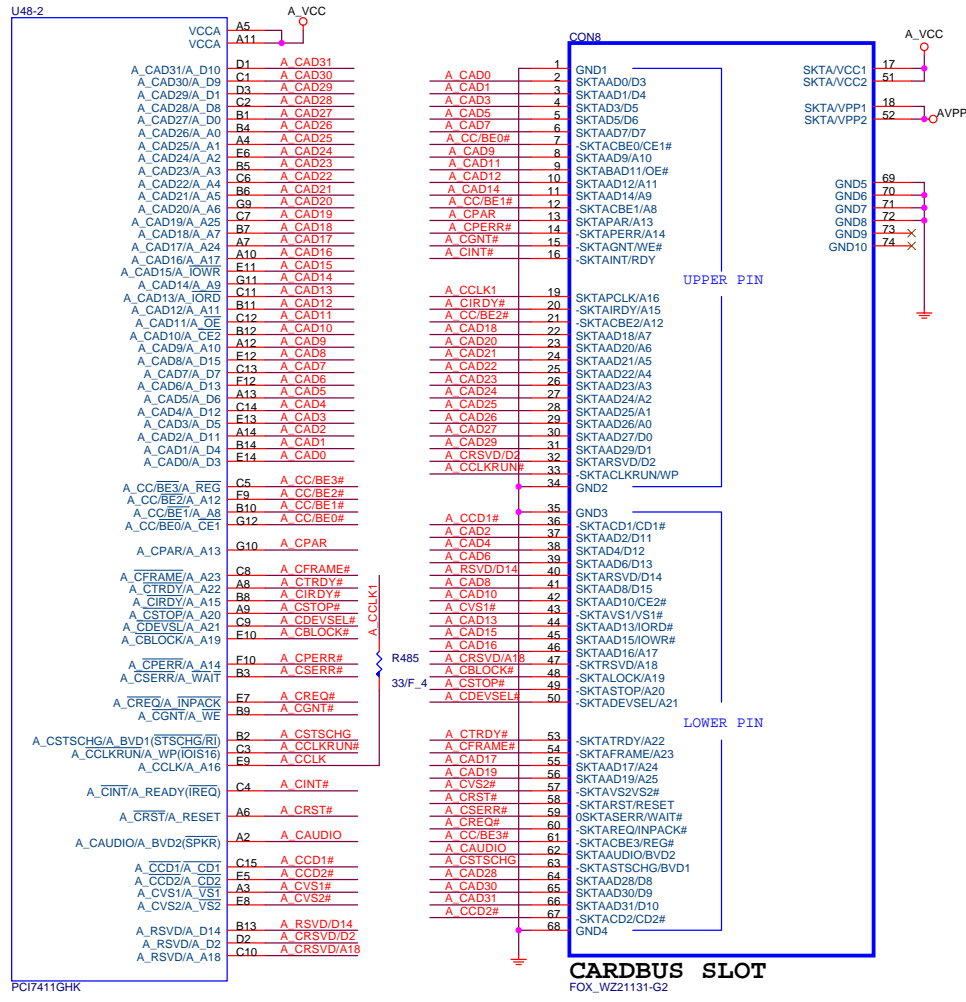 U48-2
A_VCC
VCCA A5
VCCA A11
A_CAD31/A_D10 D1 A_CAD31
A_CAD30/A_D9 C1 A_CAD30
A_CAD29/A_D1 D3 A_CAD29
A_CAD28/A_D8 C2 A_CAD28
A_CAD27/A_D0 B1 A_CAD27
A_CAD26/A_A0 B4 A_CAD26
A_CAD25/A_A1 A4 A_CAD25
A_CAD24/A_A2 E6 A_CAD24
A_CAD23/A_A3 B5 A_CAD23
A_CAD22/A_A4 C6 A_CAD22
A_CAD21/A_A5 B6 A_CAD21
A_CAD20/A_A6 G9 A_CAD20
A_CAD19/A_A25 C7 A_CAD19
A_CAD18/A_A7 B7 A_CAD18
A_CAD17/A_A24 A7 A_CAD17
A_CAD16/A_A17 A10 A_CAD16
A_CAD15/A_IOWR E11 A_CAD15
A_CAD14/A_A9 G11 A_CAD14
A_CAD13/A_IORD C11 A_CAD13
A_CAD12/A_A11 B11 A_CAD12
A_CAD11/A_OE C12 A_CAD11
A_CAD10/A_CE2 B12 A_CAD10
A_CAD9/A_A10 A12 A_CAD9
A_CAD8/A_D15 E12 A_CAD8
A_CAD7/A_D7 C13 A_CAD7
A_CAD6/A_D13 F12 A_CAD6
A_CAD5/A_D6 A13 A_CAD5
A_CAD4/A_D12 C14 A_CAD4
A_CAD3/A_D5 E13 A_CAD3
A_CAD2/A_D11 A14 A_CAD2
A_CAD1/A_D4 B14 A_CAD1
A_CAD0/A_D3 E14 A_CAD0
A_CC/BE3/A_REG C5 A_CC/BE3#
A_CC/BE2/A_A12 F9 A_CC/BE2#
A_CC/BE1/A_A8 B10 A_CC/BE1#
A_CC/BE0/A_CE1 G12 A_CC/BE0#
A_CPAR/A_A13 G10 A_CPAR
A_CFRAME/A_A23 C8 A_CFRAME#
A_CTRDY/A_A22 A8 A_CTRDY#
A_CIRDY/A_A15 B8 A_CIRDY#
A_CSTOP/A_A20 A9 A_CSTOP#
A_CDEVSL/A_A21 C9 A_CDEVSEL#
A_CBLOCK/A_A19 E10 A_CBLOCK#
A_CPERR/A_A14 F10 A_CPERR#
A_CSERR/A_WAIT B3 A_CSERR#
A_CREQ/A_INPACK E7 A_CREQ#
A_CGNT/A_WE B9 A_CGNT#
A_CSTSCHG/A_BVD1(STSCHG/RI) B2 A_CSTSCHG
A_CCLKRUN/A_WP(IOIS16) C3 A_CCLKRUN#
A_CCLK/A_A16 E9 A_CCLK
A_CINT/A_READY(IREQ) C4 A_CINT#
A_CRST/A_RESET A6 A_CRST#
A_CAUDIO/A_BVD2(SPKR) A2 A_CAUDIO
A_CCD1/A_CD1 C15 A_CCD1#
A_CCD2/A_CD2 E5 A_CCD2#
A_CVS1/A_VS1 A3 A_CVS1#
A_CVS2/A_VS2 E8 A_CVS2#
A_RSVD/A_D14 B13 A_RSVD/D14
A_RSVD/A_D2 D2 A_CRSVD/D2
A_RSVD/A_A18 C10 A_CRSVD/A18
PCI7411GHK
A_CCLK1
R485
33/F_4
CON8
1 GND1
A_CAD0 2 SKTAAD0/D3
A_CAD1 3 SKTAAD1/D4
A_CAD3 4 SKTAD3/D5
A_CAD5 5 SKTAD5/D6
A_CAD7 6 SKTAAD7/D7
A_CC/BE0# 7 -SKTACBE0/CE1#
A_CAD9 8 SKTAAD9/A10
A_CAD11 9 SKTABAD11/OE#
A_CAD12 10 SKTAAD12/A11
A_CAD14 11 SKTAAD14/A9
A_CC/BE1# 12 -SKTACBE1/A8
A_CPAR 13 SKTAPAR/A13
A_CPERR# 14 -SKTAPERR/A14
A_CGNT# 15 -SKTAGNT/WE#
A_CINT# 16 -SKTAINT/RDY
A_CCLK1 19 SKTAPCLK/A16
A_CIRDY# 20 -SKTAIRDY/A15
A_CC/BE2# 21 -SKTACBE2/A12
A_CAD18 22 SKTAAD18/A7
A_CAD20 23 SKTAAD20/A6
A_CAD21 24 SKTAAD21/A5
A_CAD22 25 SKTAAD22/A4
A_CAD23 26 SKTAAD23/A3
A_CAD24 27 SKTAAD24/A2
A_CAD25 28 SKTAAD25/A1
A_CAD26 29 SKTAAD26/A0
A_CAD27 30 SKTAAD27/D0
A_CAD29 31 SKTAAD29/D1
A_CRSVD/D2 32 SKTARSVD/D2
A_CCLKRUN# 33 -SKTACLKRUN/WP
34 GND2
35 GND3
A_CCD1# 36 -SKTACD1/CD1#
A_CAD2 37 SKTAAD2/D11
A_CAD4 38 SKTAD4/D12
A_CAD6 39 SKTAAD6/D13
A_RSVD/D14 40 SKTARSVD/D14
A_CAD8 41 SKTAAD8/D15
A_CAD10 42 SKTAAD10/CE2#
A_CVS1# 43 -SKTAVS1/VS1#
A_CAD13 44 SKTAAD13/IORD#
A_CAD15 45 SKTAAD15/IOWR#
A_CAD16 46 SKTAAD16/A17
A_CRSVD/A18 47 -SKTRSVD/A18
A_CBLOCK# 48 -SKTALOCK/A19
A_CSTOP# 49 -SKTASTOP/A20
A_CDEVSEL# 50 -SKTADEVSEL/A21
A_CTRDY# 53 -SKTATRDY/A22
A_CFRAME# 54 -SKTAFRAME/A23
A_CAD17 55 SKTAAD17/A24
A_CAD19 56 SKTAAD19/A25
A_CVS2# 57 -SKTAVS2VS2#
A_CRST# 58 -SKTARST/RESET
A_CSERR# 59 0SKTASERR/WAIT#
A_CREQ# 60 -SKTAREQ/INPACK#
A_CC/BE3# 61 -SKTACBE3/REG#
A_CAUDIO 62 SKTAAUDIO/BVD2
A_CSTSCHG 63 -SKTASTSCHG/BVD1
A_CAD28 64 SKTAAD28/D8
A_CAD30 65 SKTAAD30/D9
A_CAD31 66 SKTAAD31/D10
A_CCD2# 67 -SKTACD2/CD2#
68 GND4
UPPER PIN
LOWER PIN
A_VCC
SKTA/VCC1 17
SKTA/VCC2 51
SKTA/VPP1 18
SKTA/VPP2 52
AVPP
GND5 69
GND6 70
GND7 71
GND8 72
GND9 73
GND10 74
CARDBUS SLOT
FOX_WZ21131-G2